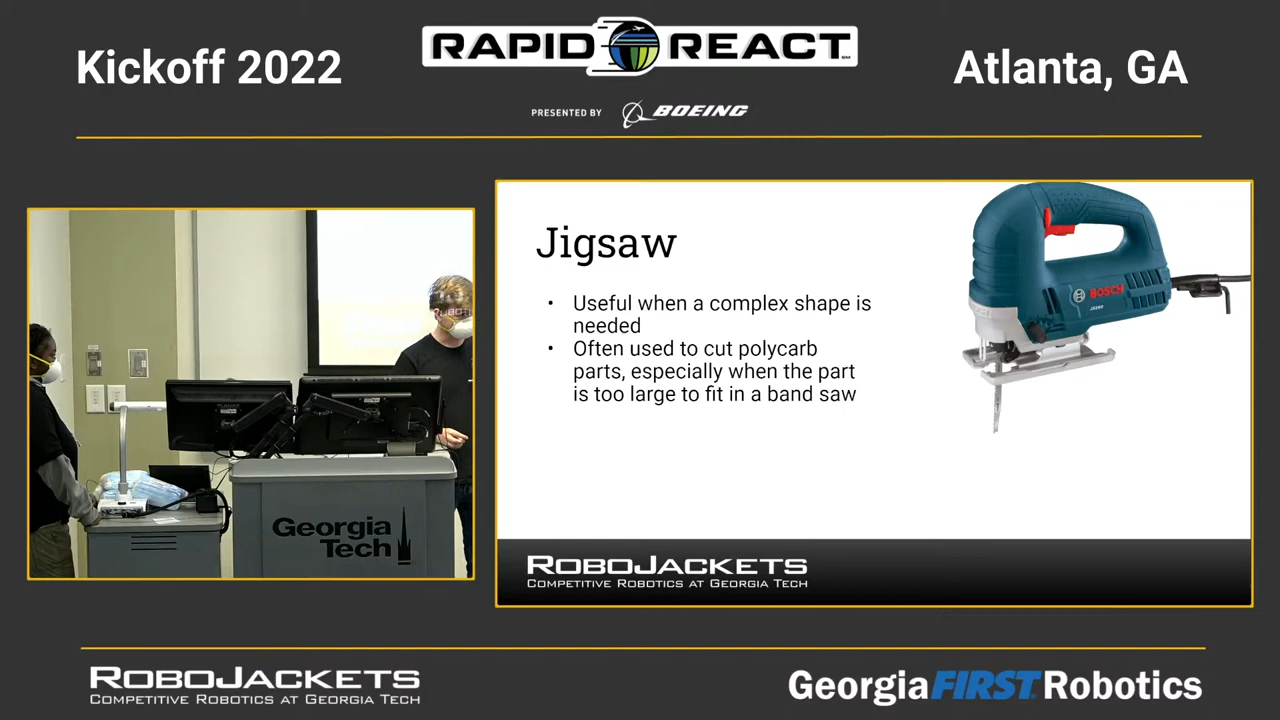 Kickoff 2022
RAPID REACT
Atlanta, GA
PRESENTED BY BOEING
Jigsaw
• Useful when a complex shape is
needed
• Often used to cut polycarb
parts, especially when the part
is too large to fit in a band saw
BOSCH
ROBOJACKETS
COMPETITIVE ROBOTICS AT GEORGIA TECH
Georgia
Tech
ROBOJACKETS
COMPETITIVE ROBOTICS AT GEORGIA TECH
Georgia FIRST Robotics